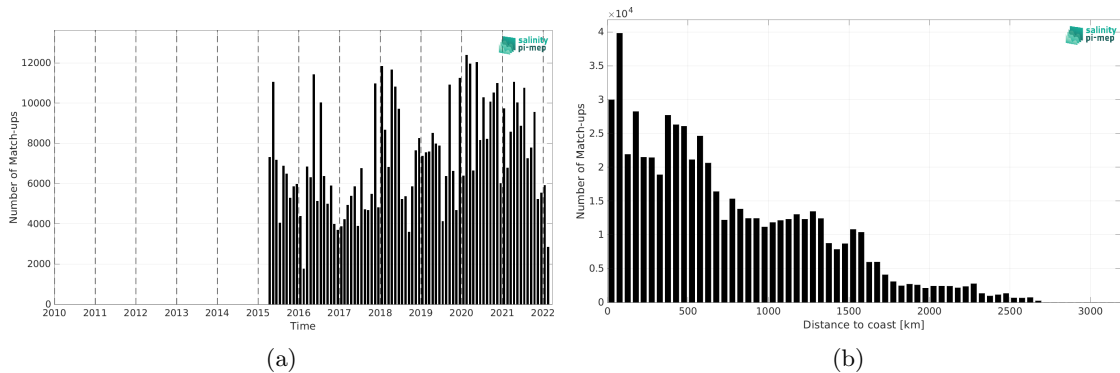 salinity
pi-mep
Number of Match-ups
12000
10000
8000
6000
4000
2000
0
2010 2011 2012 2013 2014 2015 2016 2017 2018 2019 2020 2021 2022
Time
(a)
×10⁴
salinity
pi-mep
Number of Match-ups
4
3.5
3
2.5
2
1.5
1
0.5
0
0 500 1000 1500 2000 2500 3000
Distance to coast [km]
(b)